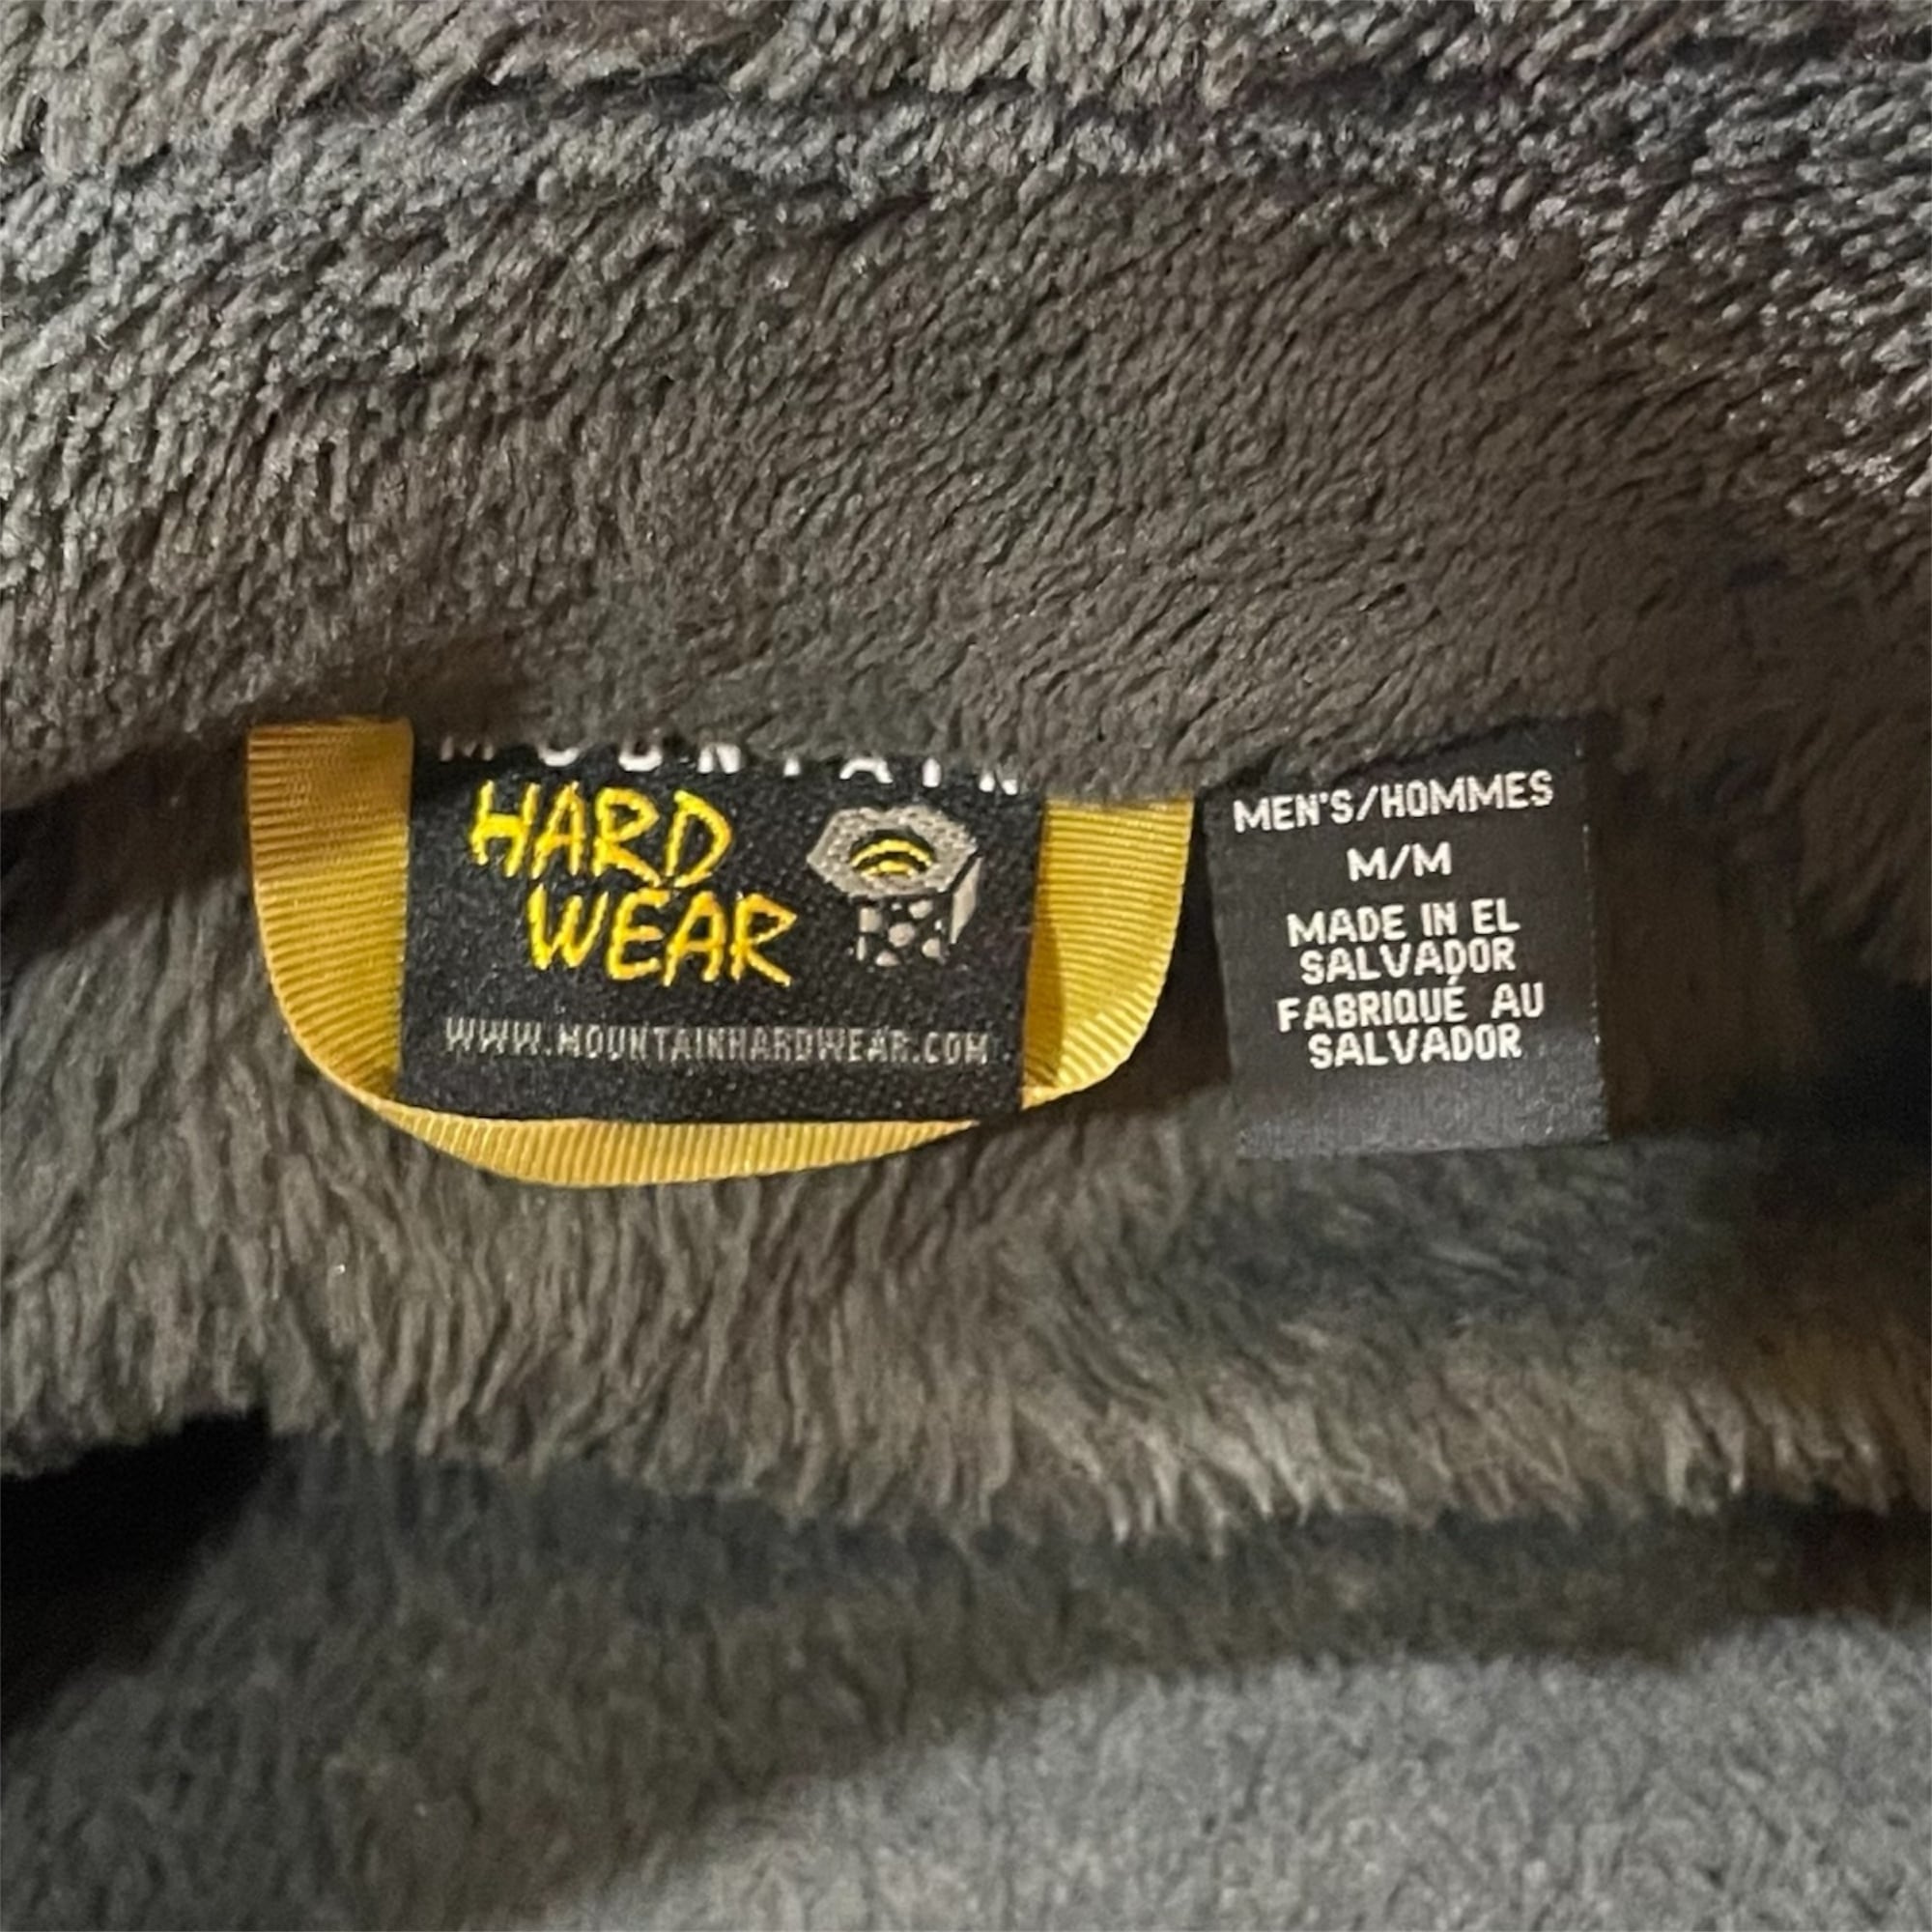 MOUNTAIN
HARD
WEAR
WWW.MOUNTAINHARDWEAR.COM
MEN'S/HOMMES
M/M
MADE IN EL
SALVADOR
FABRIQUÉ AU
SALVADOR